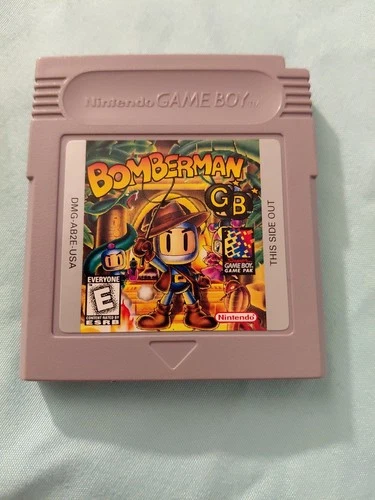 Nintendo GAME BOY™
BOMBERMAN
GB
DMG-AB2E-USA
THIS SIDE OUT
GAME BOY
GAME PAK
EVERYONE
E
CONTENT RATED BY
ESRB
Nintendo